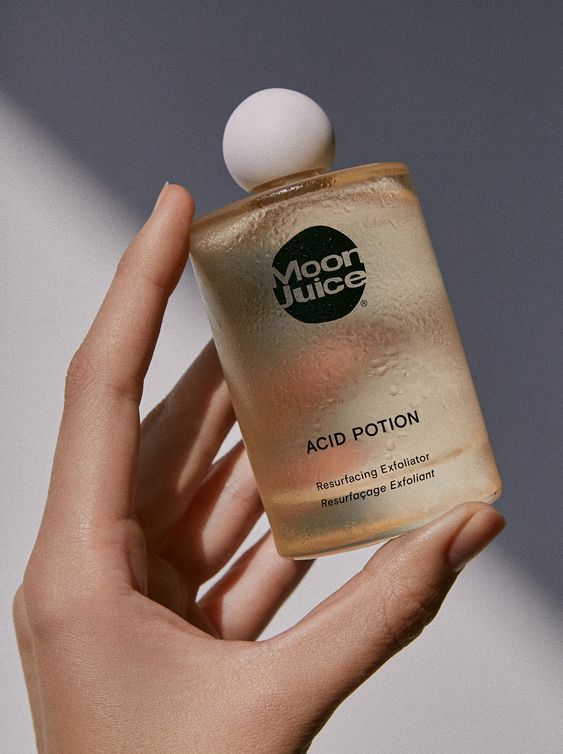 Moon
Juice®
ACID POTION
Resurfacing Exfoliator
Resurfaçage Exfoliant